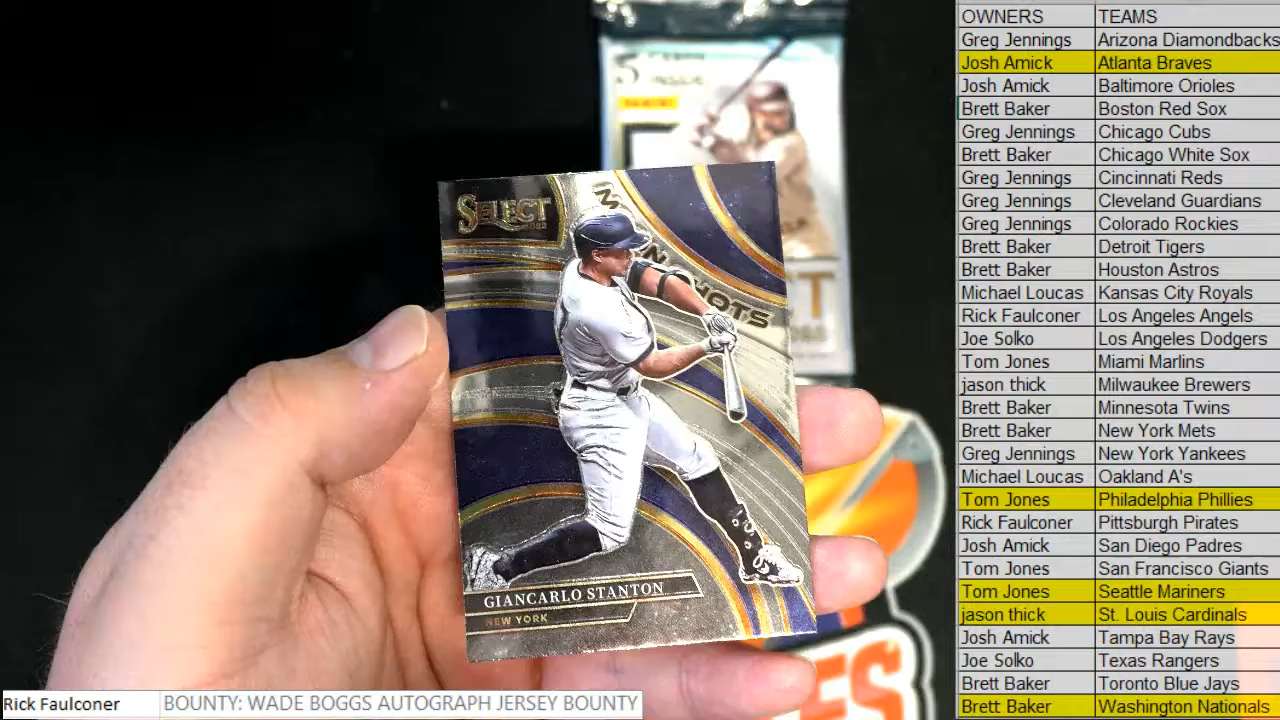 SELECT
2022
MOONSHOTS
GIANCARLO STANTON
NEW YORK
OWNERS TEAMS
Greg Jennings Arizona Diamondbacks
Josh Amick Atlanta Braves
Josh Amick Baltimore Orioles
Brett Baker Boston Red Sox
Greg Jennings Chicago Cubs
Brett Baker Chicago White Sox
Greg Jennings Cincinnati Reds
Greg Jennings Cleveland Guardians
Greg Jennings Colorado Rockies
Brett Baker Detroit Tigers
Brett Baker Houston Astros
Michael Loucas Kansas City Royals
Rick Faulconer Los Angeles Angels
Joe Solko Los Angeles Dodgers
Tom Jones Miami Marlins
jason thick Milwaukee Brewers
Brett Baker Minnesota Twins
Brett Baker New York Mets
Greg Jennings New York Yankees
Michael Loucas Oakland A's
Tom Jones Philadelphia Phillies
Rick Faulconer Pittsburgh Pirates
Josh Amick San Diego Padres
Tom Jones San Francisco Giants
Tom Jones Seattle Mariners
jason thick St. Louis Cardinals
Josh Amick Tampa Bay Rays
Joe Solko Texas Rangers
Brett Baker Toronto Blue Jays
Brett Baker Washington Nationals
Rick Faulconer BOUNTY: WADE BOGGS AUTOGRAPH JERSEY BOUNTY